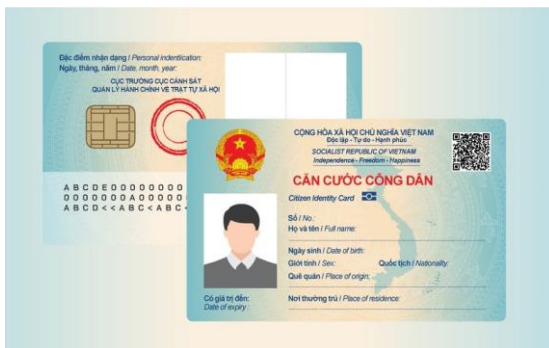 Đặc điểm nhận dạng / Personal indentification:
Ngày, tháng, năm / Date, month, year:
CỤC TRƯỞNG CỤC CẢNH SÁT
QUẢN LÝ HÀNH CHÍNH VỀ TRẬT TỰ XÃ HỘI
ABCDE00000000
000000A000000
ABCD<<ABC<ABC<
CỘNG HÒA XÃ HỘI CHỦ NGHĨA VIỆT NAM
Độc lập - Tự do - Hạnh phúc
SOCIALIST REPUBLIC OF VIETNAM
Independence - Freedom - Happiness
CĂN CƯỚC CÔNG DÂN
Citizen Identity Card
Số / No.:
Họ và tên / Full name:
Ngày sinh / Date of birth:
Giới tính / Sex: Quốc tịch / Nationality:
Quê quán / Place of origin:
Có giá trị đến: Nơi thường trú / Place of residence:
Date of expiry: